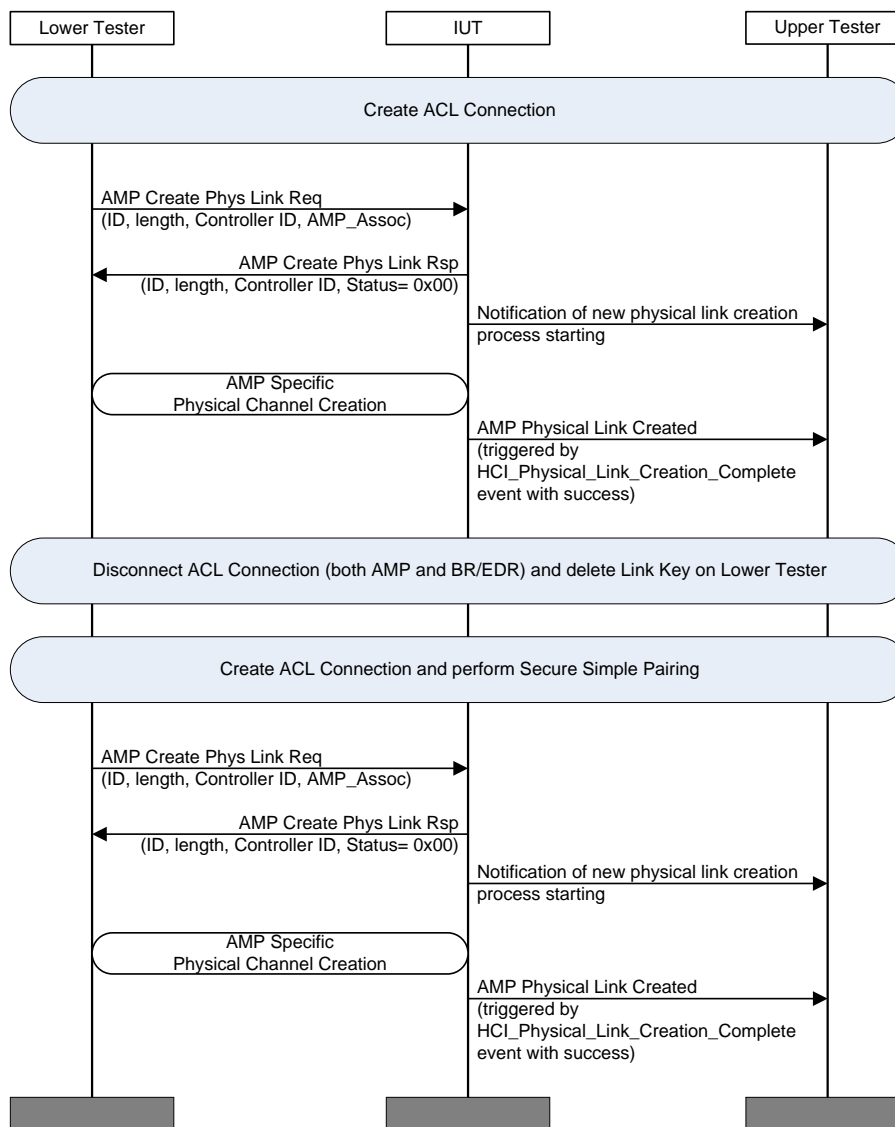 Lower Tester
IUT
Upper Tester
Create ACL Connection
AMP Create Phys Link Req
(ID, length, Controller ID, AMP_Assoc)
AMP Create Phys Link Rsp
(ID, length, Controller ID, Status= 0x00)
Notification of new physical link creation
process starting
AMP Specific
Physical Channel Creation
AMP Physical Link Created
(triggered by
HCI_Physical_Link_Creation_Complete
event with success)
Disconnect ACL Connection (both AMP and BR/EDR) and delete Link Key on Lower Tester
Create ACL Connection and perform Secure Simple Pairing
AMP Create Phys Link Req
(ID, length, Controller ID, AMP_Assoc)
AMP Create Phys Link Rsp
(ID, length, Controller ID, Status= 0x00)
Notification of new physical link creation
process starting
AMP Specific
Physical Channel Creation
AMP Physical Link Created
(triggered by
HCI_Physical_Link_Creation_Complete
event with success)